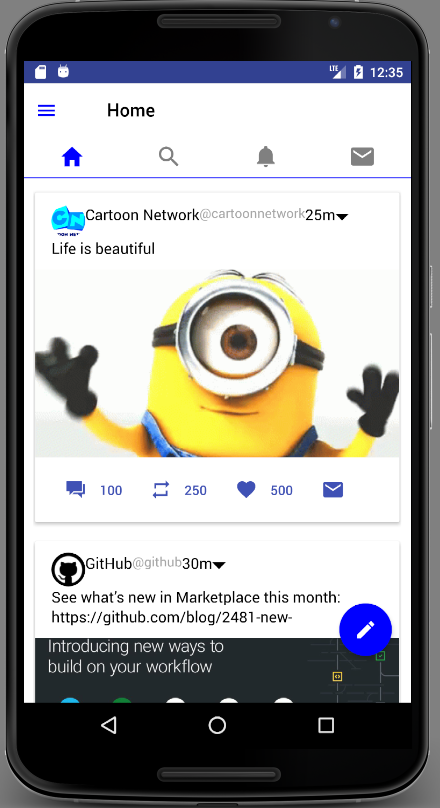 LTE 12:35
Home
CN
Cartoon Network@cartoonnetwork25m
Life is beautiful
100 250 500
GitHub@github30m
See what's new in Marketplace this month:
https://github.com/blog/2481-new-
Introducing new ways to
build on your workflow